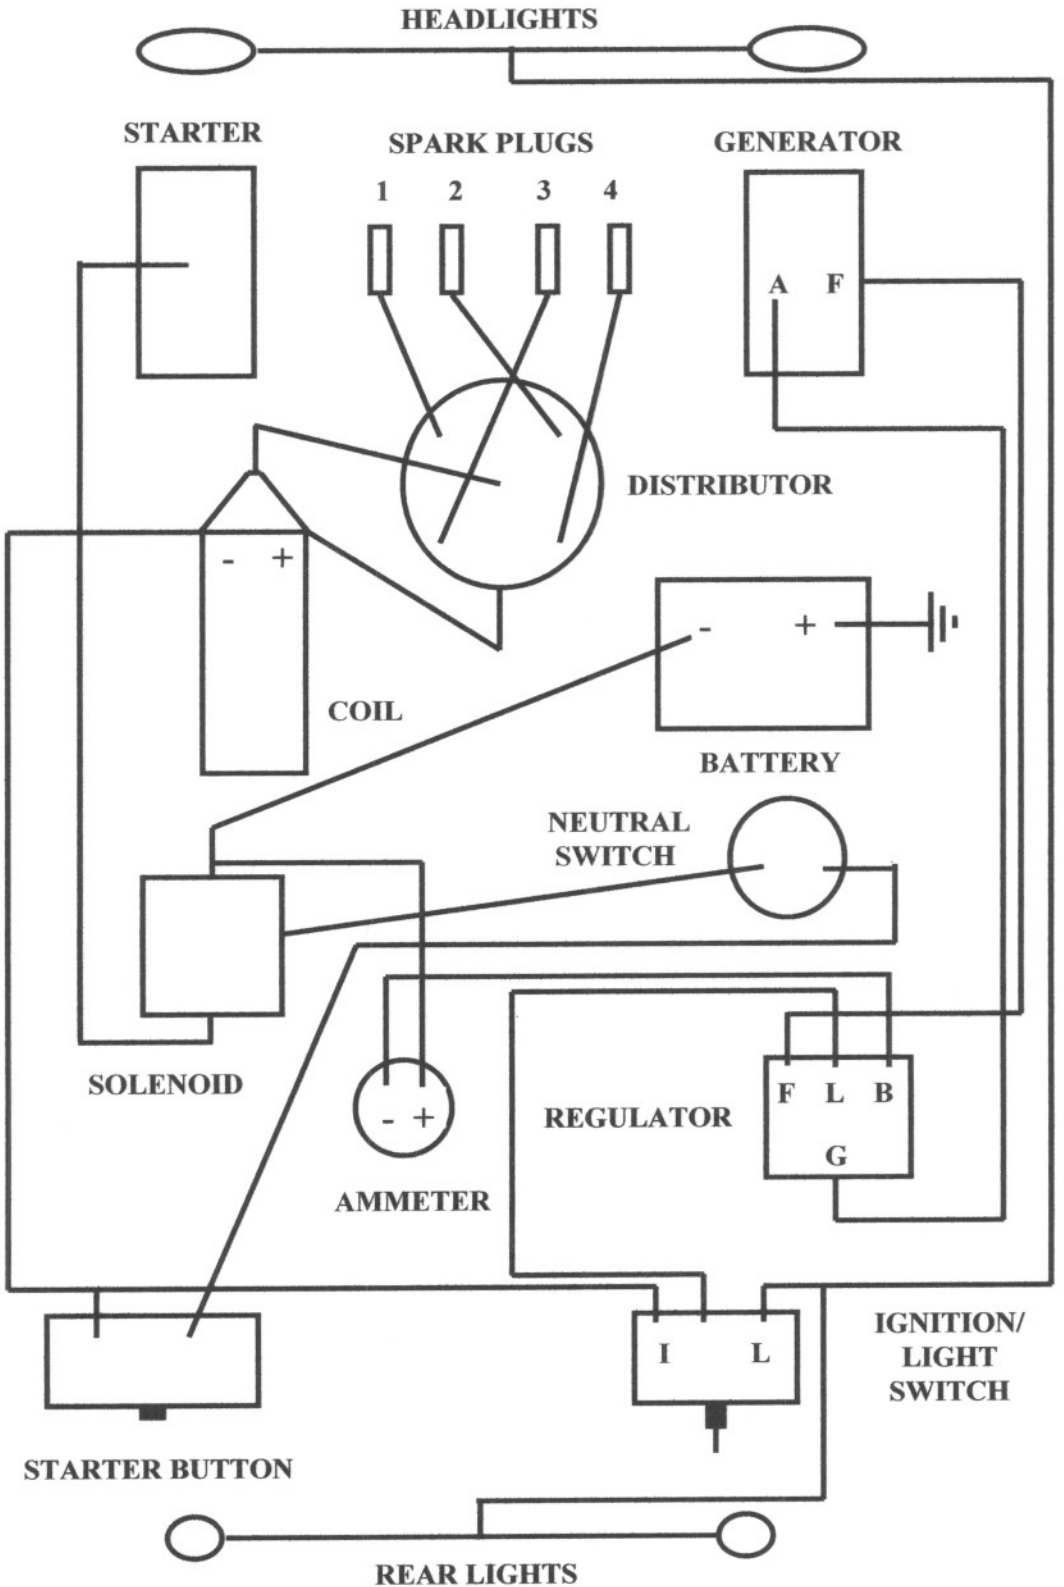 HEADLIGHTS
STARTER
SPARK PLUGS
GENERATOR
1 2 3 4
A F
DISTRIBUTOR
- +
- +
COIL
BATTERY
NEUTRAL
SWITCH
SOLENOID
F L B
REGULATOR
- +
G
AMMETER
IGNITION/
LIGHT
SWITCH
I L
STARTER BUTTON
REAR LIGHTS